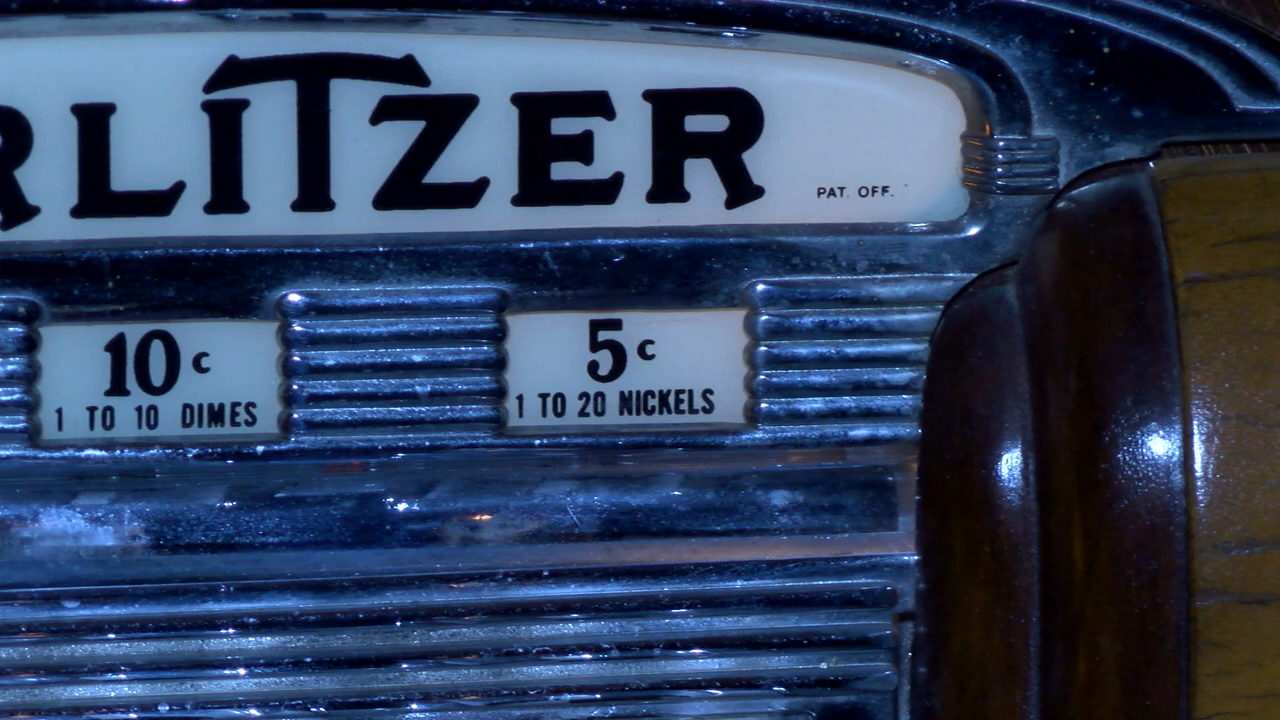 RLITZER
PAT. OFF.
10c
1 TO 10 DIMES
5c
1 TO 20 NICKELS